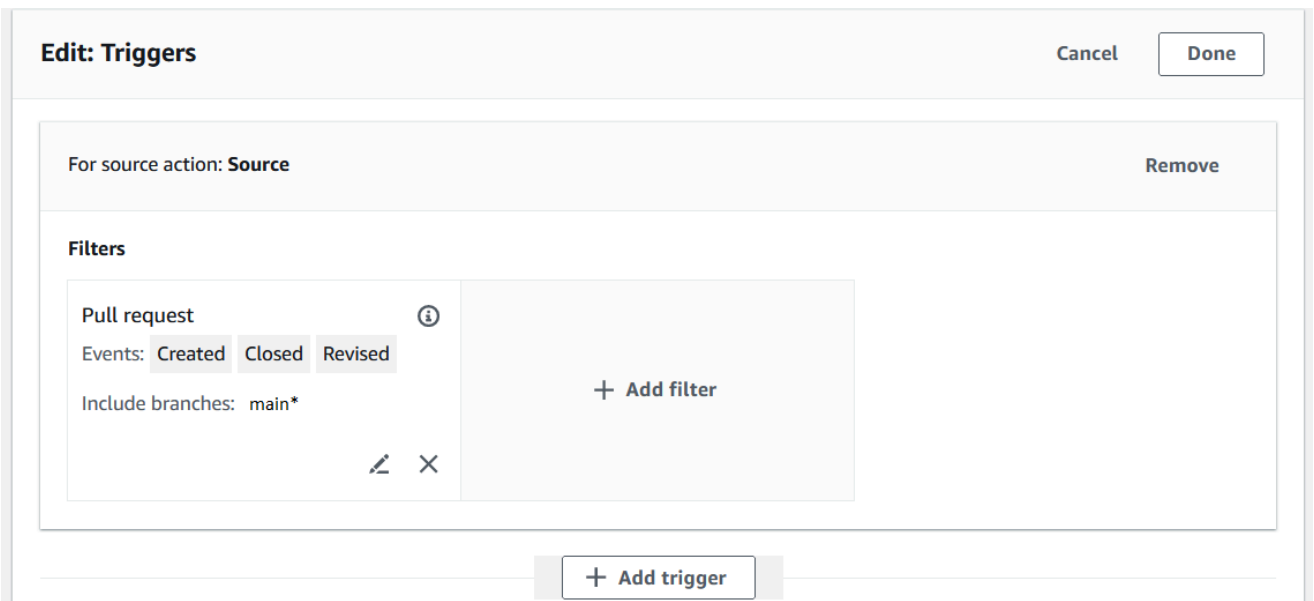 Edit: Triggers
Cancel
Done
For source action: Source
Remove
Filters
Pull request
Events: Created Closed Revised
Include branches: main*
+ Add filter
+ Add trigger